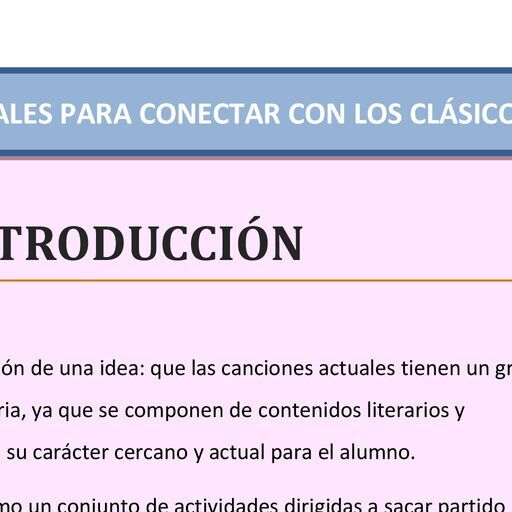 ALES PARA CONECTAR CON LOS CLÁSICO
TRODUCCIÓN
ón de una idea: que las canciones actuales tienen un gr
ria, ya que se componen de contenidos literarios y
su carácter cercano y actual para el alumno.
mo un conjunto de actividades dirigidas a sacar partido